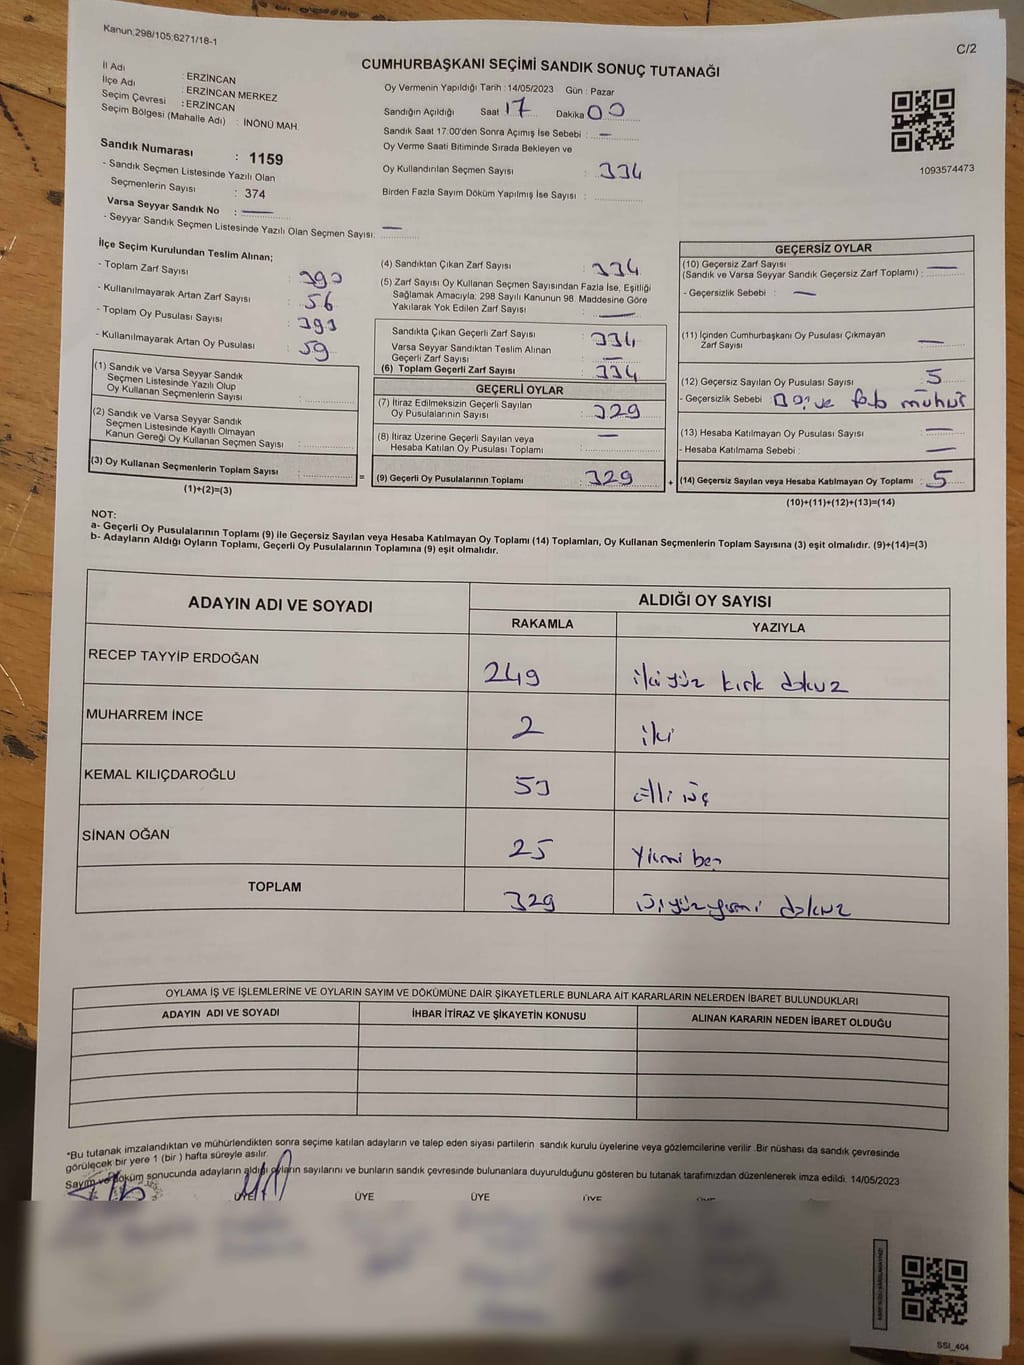 Kanun:298/105;6271/18-1
C/2
CUMHURBAŞKANI SEÇİMİ SANDIK SONUÇ TUTANAĞI
İl Adı : ERZİNCAN
İlçe Adı : ERZİNCAN MERKEZ
Seçim Çevresi : ERZİNCAN
Seçim Bölgesi (Mahalle Adı) : İNÖNÜ MAH.
Sandık Numarası : 1159
- Sandık Seçmen Listesinde Yazılı Olan
Seçmenlerin Sayısı : 374
Varsa Seyyar Sandık No : —
- Seyyar Sandık Seçmen Listesinde Yazılı Olan Seçmen Sayısı: —
Oy Vermenin Yapıldığı Tarih : 14/05/2023 Gün : Pazar
Sandığın Açıldığı Saat 17 Dakika 00
Sandık Saat 17:00'den Sonra Açımış İse Sebebi : —
Oy Verme Saati Bitiminde Sırada Bekleyen ve
Oy Kullandırılan Seçmen Sayısı : 334
Birden Fazla Sayım Döküm Yapılmış İse Sayısı :
1093574473
İlçe Seçim Kurulundan Teslim Alınan;
- Toplam Zarf Sayısı : 390
- Kullanılmayarak Artan Zarf Sayısı : 56
- Toplam Oy Pusulası Sayısı : 393
- Kullanılmayarak Artan Oy Pusulası : 59
(1) Sandık ve Varsa Seyyar Sandık
Seçmen Listesinde Yazılı Olup
Oy Kullanan Seçmenlerin Sayısı :
(2) Sandık ve Varsa Seyyar Sandık
Seçmen Listesinde Kayıtlı Olmayan
Kanun Gereği Oy Kullanan Seçmen Sayısı :
(3) Oy Kullanan Seçmenlerin Toplam Sayısı : =
(1)+(2)=(3)
(4) Sandıktan Çıkan Zarf Sayısı : 334
(5) Zarf Sayısı Oy Kullanan Seçmen Sayısından Fazla İse, Eşitliği
Sağlamak Amacıyla, 298 Sayılı Kanunun 98. Maddesine Göre
Yakılarak Yok Edilen Zarf Sayısı : —
Sandıkta Çıkan Geçerli Zarf Sayısı : 334
Varsa Seyyar Sandıktan Teslim Alınan
Geçerli Zarf Sayısı : —
(6) Toplam Geçerli Zarf Sayısı : 334
GEÇERLİ OYLAR
(7) İtiraz Edilmeksizin Geçerli Sayılan
Oy Pusulalarının Sayısı : 329
(8) İtiraz Üzerine Geçerli Sayılan veya
Hesaba Katılan Oy Pusulası Toplamı : —
(9) Geçerli Oy Pusulalarının Toplamı : 329 +
GEÇERSİZ OYLAR
(10) Geçersiz Zarf Sayısı
(Sandık ve Varsa Seyyar Sandık Geçersiz Zarf Toplamı) : —
- Geçersizlik Sebebi : —
(11) İçinden Cumhurbaşkanı Oy Pusulası Çıkmayan
Zarf Sayısı : —
(12) Geçersiz Sayılan Oy Pusulası Sayısı : 5
- Geçersizlik Sebebi : ve mühür
(13) Hesaba Katılmayan Oy Pusulası Sayısı : —
- Hesaba Katılmama Sebebi : —
(14) Geçersiz Sayılan veya Hesaba Katılmayan Oy Toplamı : 5
(10)+(11)+(12)+(13)=(14)
NOT:
a- Geçerli Oy Pusulalarının Toplamı (9) ile Geçersiz Sayılan veya Hesaba Katılmayan Oy Toplamı (14) Toplamları, Oy Kullanan Seçmenlerin Toplam Sayısına (3) eşit olmalıdır. (9)+(14)=(3)
b- Adayların Aldığı Oyların Toplamı, Geçerli Oy Pusulalarının Toplamına (9) eşit olmalıdır.
ADAYIN ADI VE SOYADI ALDIĞI OY SAYISI
RAKAMLA YAZIYLA
RECEP TAYYİP ERDOĞAN 249 iki yüz kırk dokuz
MUHARREM İNCE 2 iki
KEMAL KILIÇDAROĞLU 53 elli üç
SİNAN OĞAN 25 Yirmi beş
TOPLAM 329 üçyüzyirmi dokuz
OYLAMA İŞ VE İŞLEMLERİNE VE OYLARIN SAYIM VE DÖKÜMÜNE DAİR ŞİKAYETLERLE BUNLARA AİT KARARLARIN NELERDEN İBARET BULUNDUKLARI
ADAYIN ADI VE SOYADI İHBAR İTİRAZ VE ŞİKAYETİN KONUSU ALINAN KARARIN NEDEN İBARET OLDUĞU
*Bu tutanak imzalandıktan ve mühürlendikten sonra seçime katılan adayların ve talep eden siyasi partilerin sandık kurulu üyelerine veya gözlemcilerine verilir. Bir nüshası da sandık çevresinde
görülecek bir yere 1 (bir ) hafta süreyle asılır.
Sayım ve döküm sonucunda adayların aldığı oyların sayılarını ve bunların sandık çevresinde bulunanlara duyurulduğunu gösteren bu tutanak tarafımızdan düzenlenerek imza edildi. 14/05/2023
ÜYE ÜYE ÜYE ÜYE
SSI_404